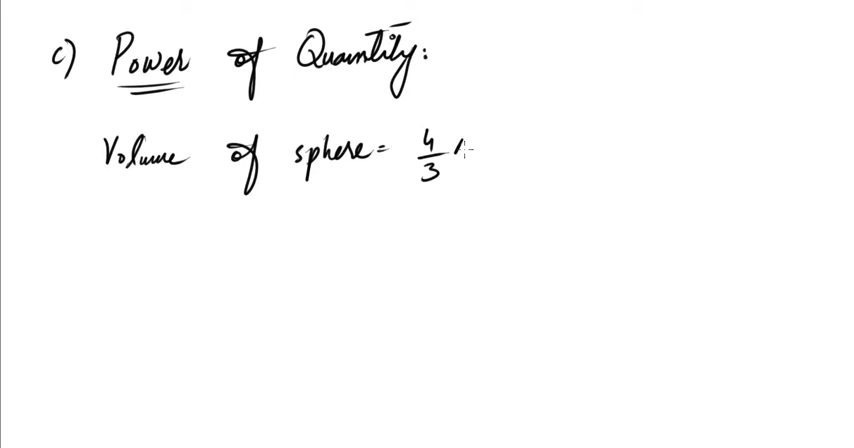 c) Power of Quantity:
Volume of sphere = 4/3